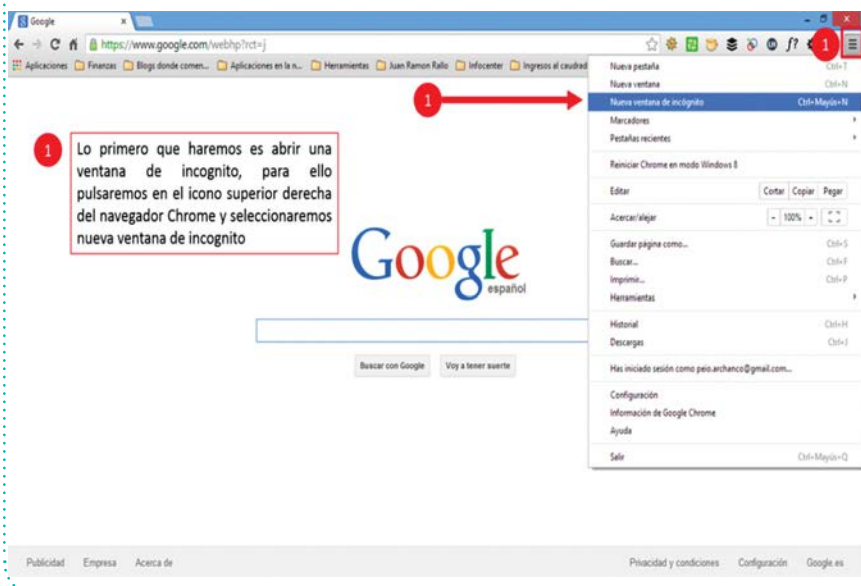 Google
https://www.google.com/webhp?rct=j
1
Aplicaciones Finanzas Blogs donde comen... Aplicaciones en la n... Herramientas Juan Ramon Rallo Infocenter Ingresos al caudrad
1
1
Lo primero que haremos es abrir una
ventana de incognito, para ello
pulsaremos en el icono superior derecha
del navegador Chrome y seleccionaremos
nueva ventana de incognito
Google
español
Buscar con Google Voy a tener suerte
Nueva pestaña Ctrl+T
Nueva ventana Ctrl+N
Nueva ventana de incógnito Ctrl+Mayús+N
Marcadores
Pestañas recientes
Reiniciar Chrome en modo Windows 8
Editar Cortar Copiar Pegar
Acercar/alejar - 100% +
Guardar página como... Ctrl+S
Buscar... Ctrl+F
Imprimir... Ctrl+P
Herramientas
Historial Ctrl+H
Descargas Ctrl+J
Has iniciado sesión como peio.archanco@gmail.com...
Configuración
Información de Google Chrome
Ayuda
Salir Ctrl+Mayús+Q
Publicidad Empresa Acerca de Privacidad y condiciones Configuración Google.es